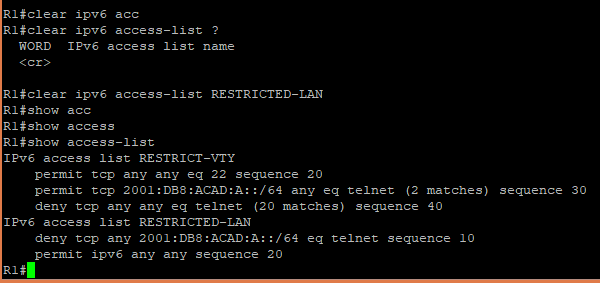 R1#clear ipv6 acc
R1#clear ipv6 access-list ?
  WORD  IPv6 access list name
  <cr>

R1#clear ipv6 access-list RESTRICTED-LAN
R1#show acc
R1#show access
R1#show access-list
IPv6 access list RESTRICT-VTY
    permit tcp any any eq 22 sequence 20
    permit tcp 2001:DB8:ACAD:A::/64 any eq telnet (2 matches) sequence 30
    deny tcp any any eq telnet (20 matches) sequence 40
IPv6 access list RESTRICTED-LAN
    deny tcp any 2001:DB8:ACAD:A::/64 eq telnet sequence 10
    permit ipv6 any any sequence 20
R1#